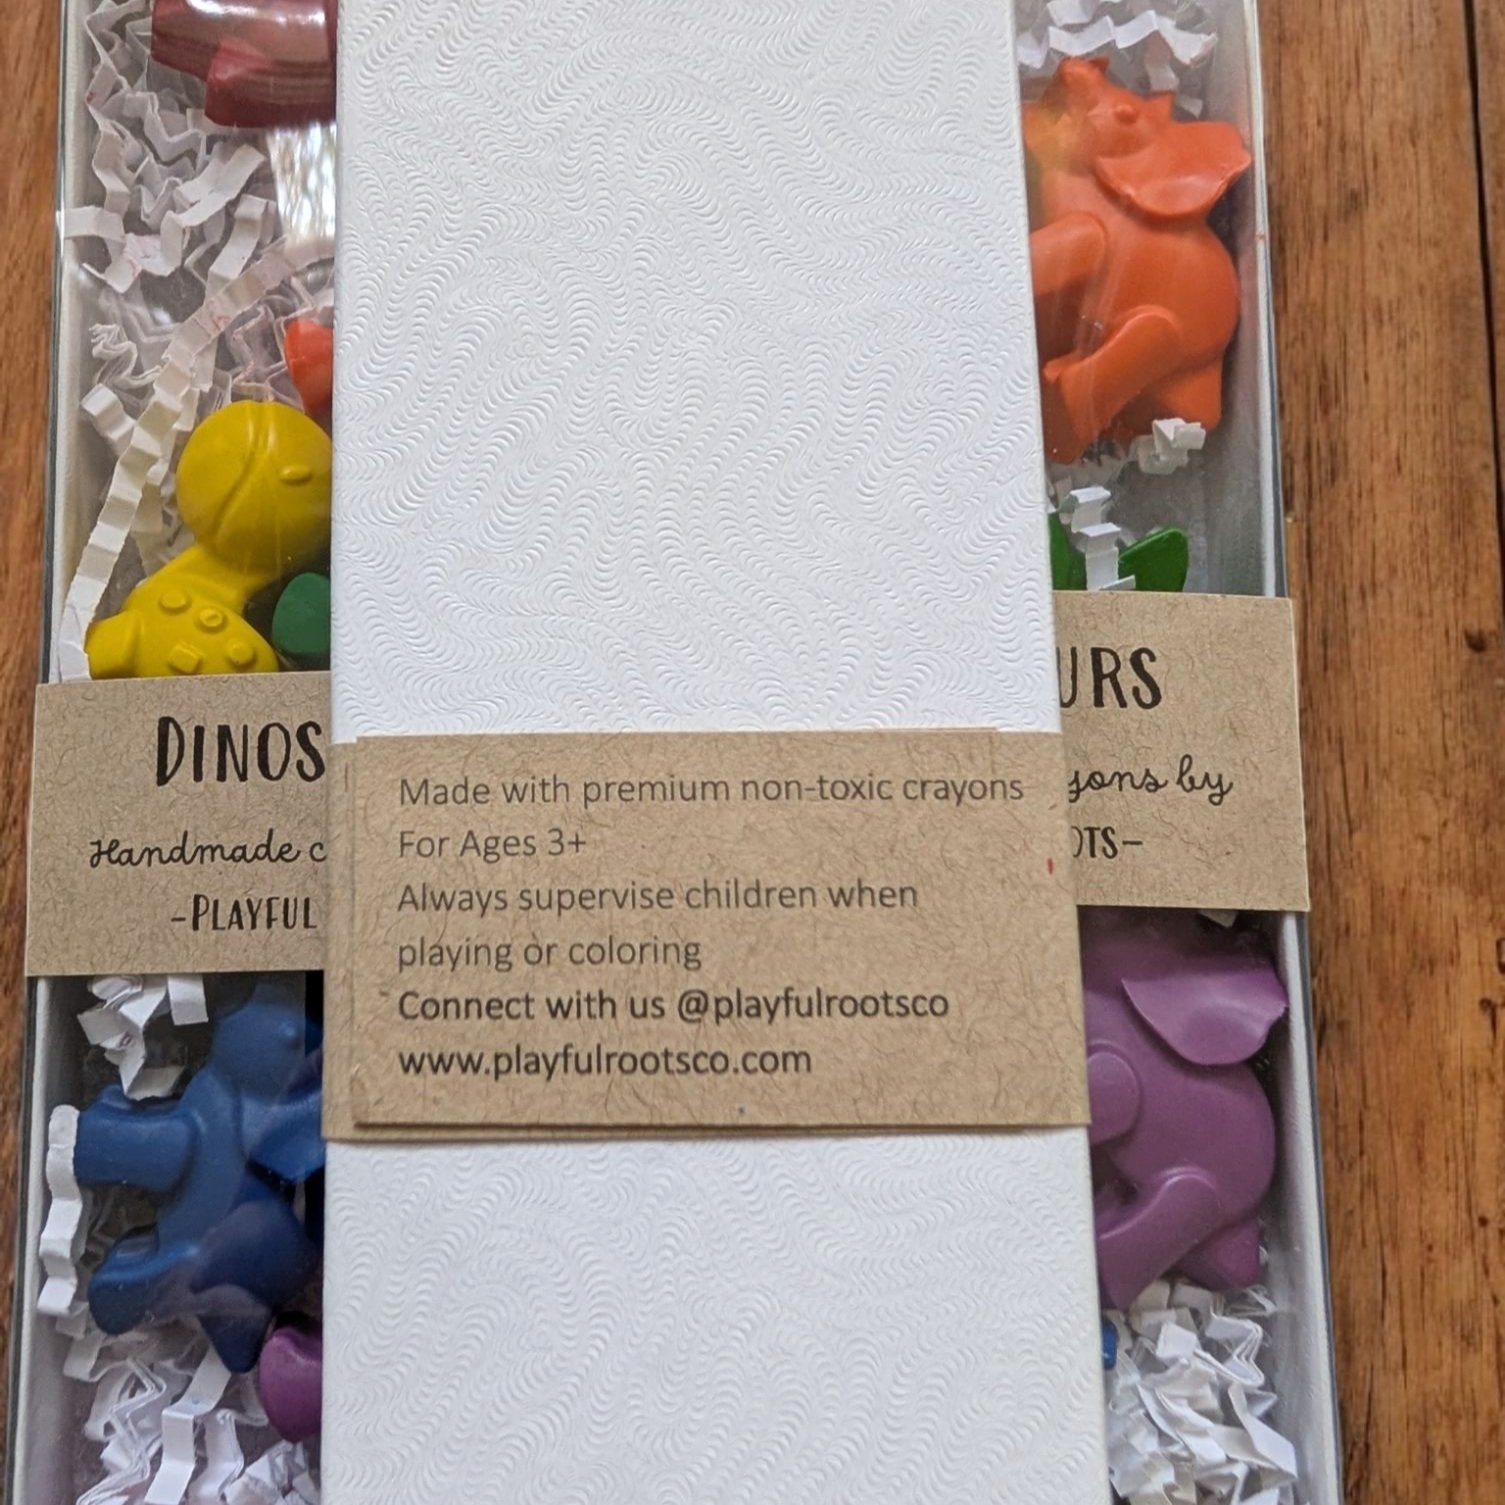 DINOS
Handmade c
-PLAYFUL
URS
yons by
OTS-
Made with premium non-toxic crayons
For Ages 3+
Always supervise children when
playing or coloring
Connect with us @playfulrootsco
www.playfulrootsco.com